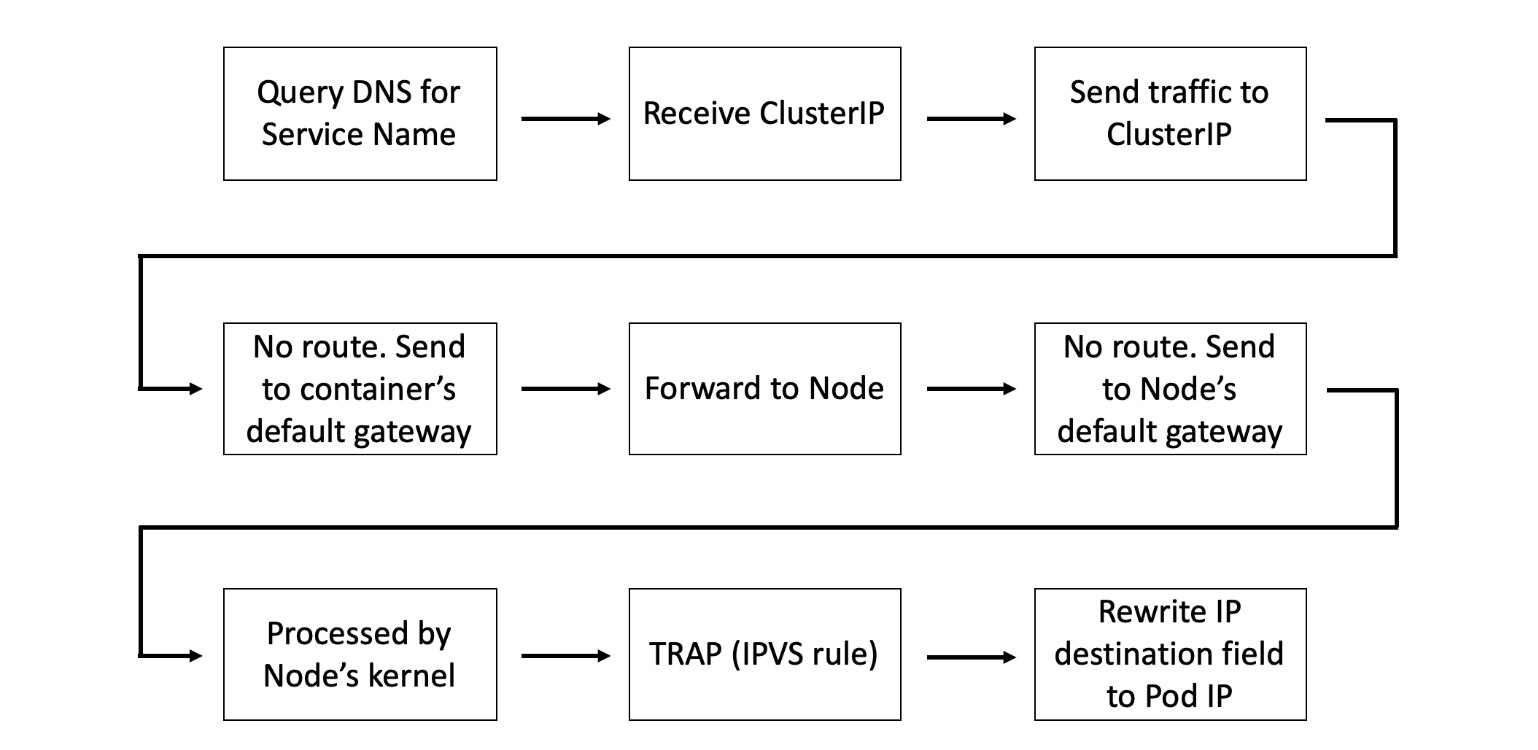 Query DNS for
Service Name
Receive ClusterIP
Send traffic to
ClusterIP
No route. Send
to container’s
default gateway
Forward to Node
No route. Send
to Node’s
default gateway
Processed by
Node’s kernel
TRAP (IPVS rule)
Rewrite IP
destination field
to Pod IP